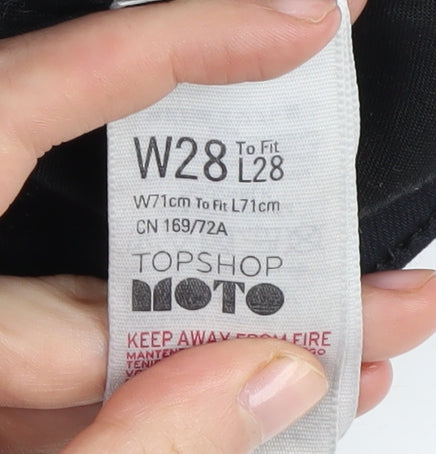 W28 To Fit L28
W71cm To Fit L71cm
CN 169/72A
TOPSHOP
MOTO
KEEP AWAY FROM FIRE